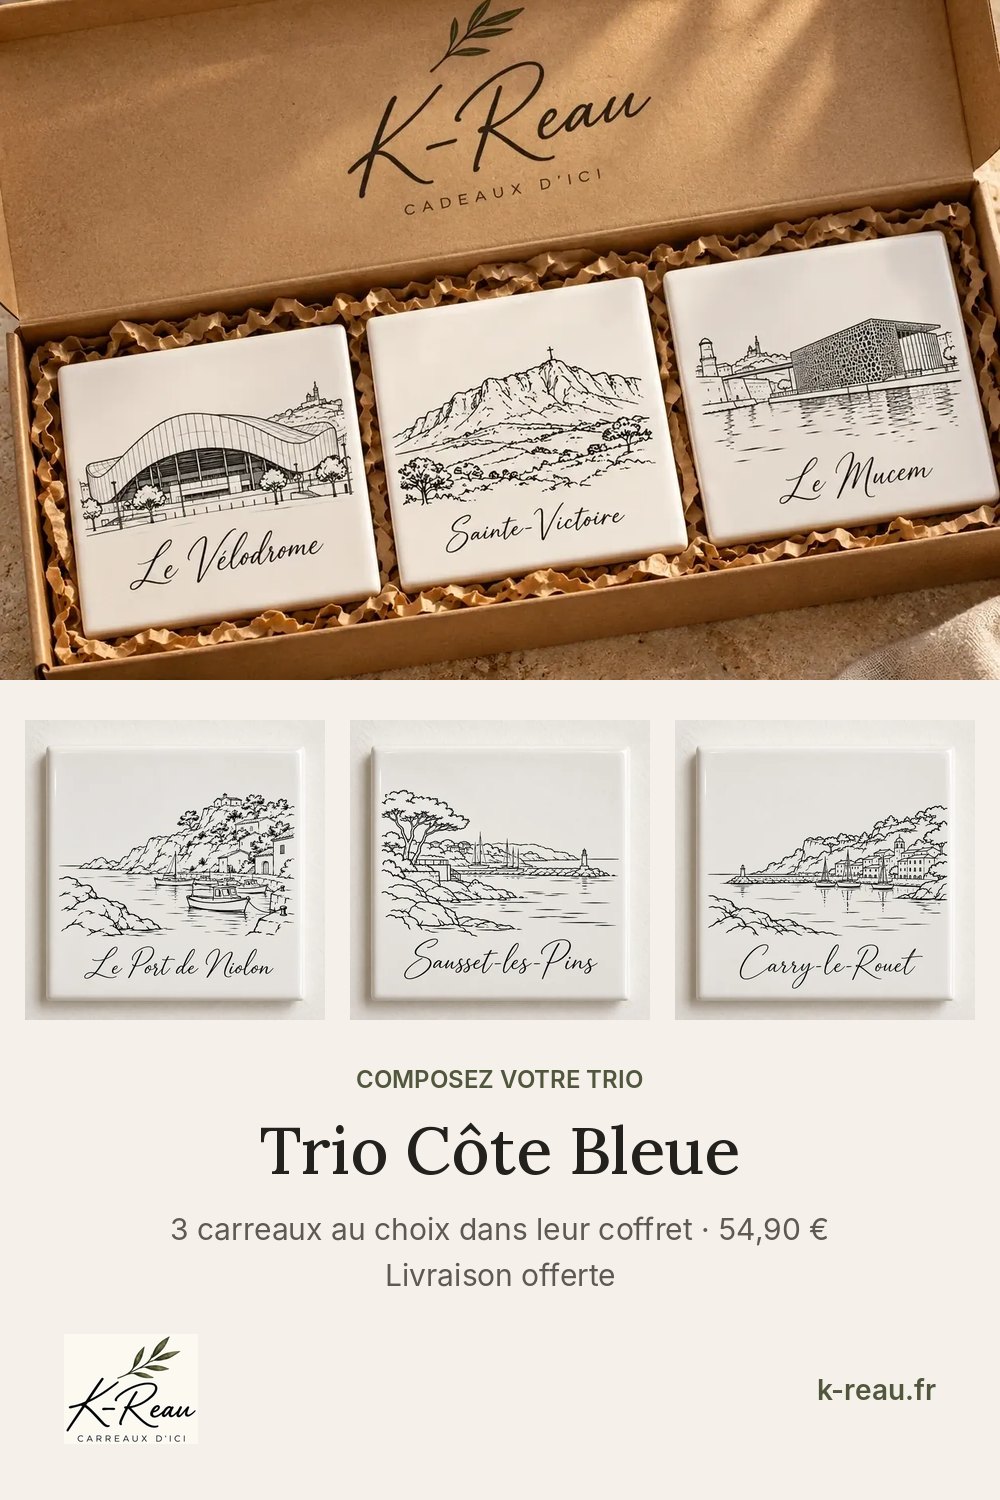 K-Reau
CADEAUX D'ICI
Le Vélodrome
Sainte-Victoire
Le Mucem
Le Port de Niolon
Sausset-les-Pins
Carry-le-Rouet
COMPOSEZ VOTRE TRIO
Trio Côte Bleue
3 carreaux au choix dans leur coffret · 54,90 €
Livraison offerte
K-Reau
CARREAUX D'ICI
k-reau.fr